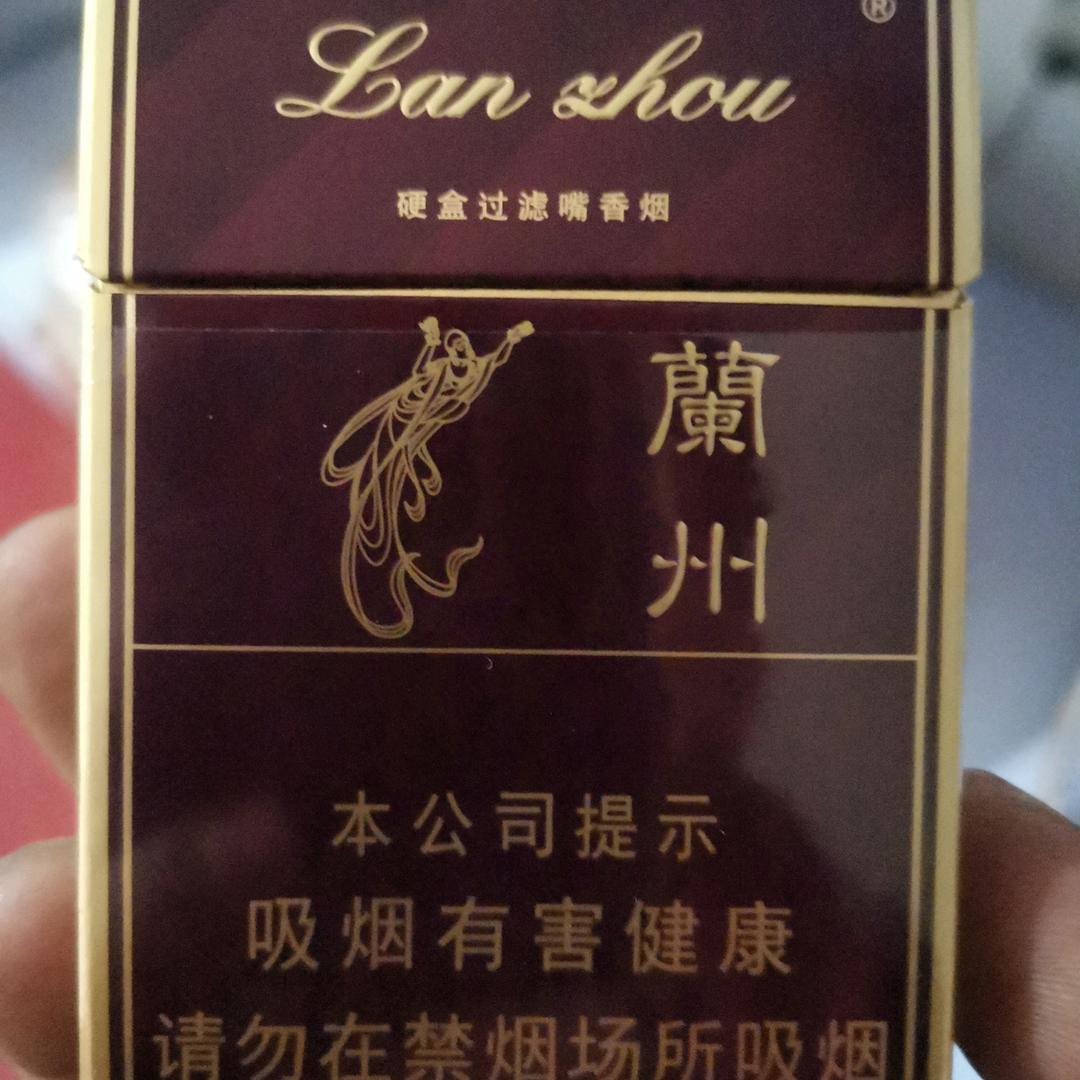 ®
Lan zhou
硬盒过滤嘴香烟
蘭
州
本公司提示
吸烟有害健康
请勿在禁烟场所吸烟